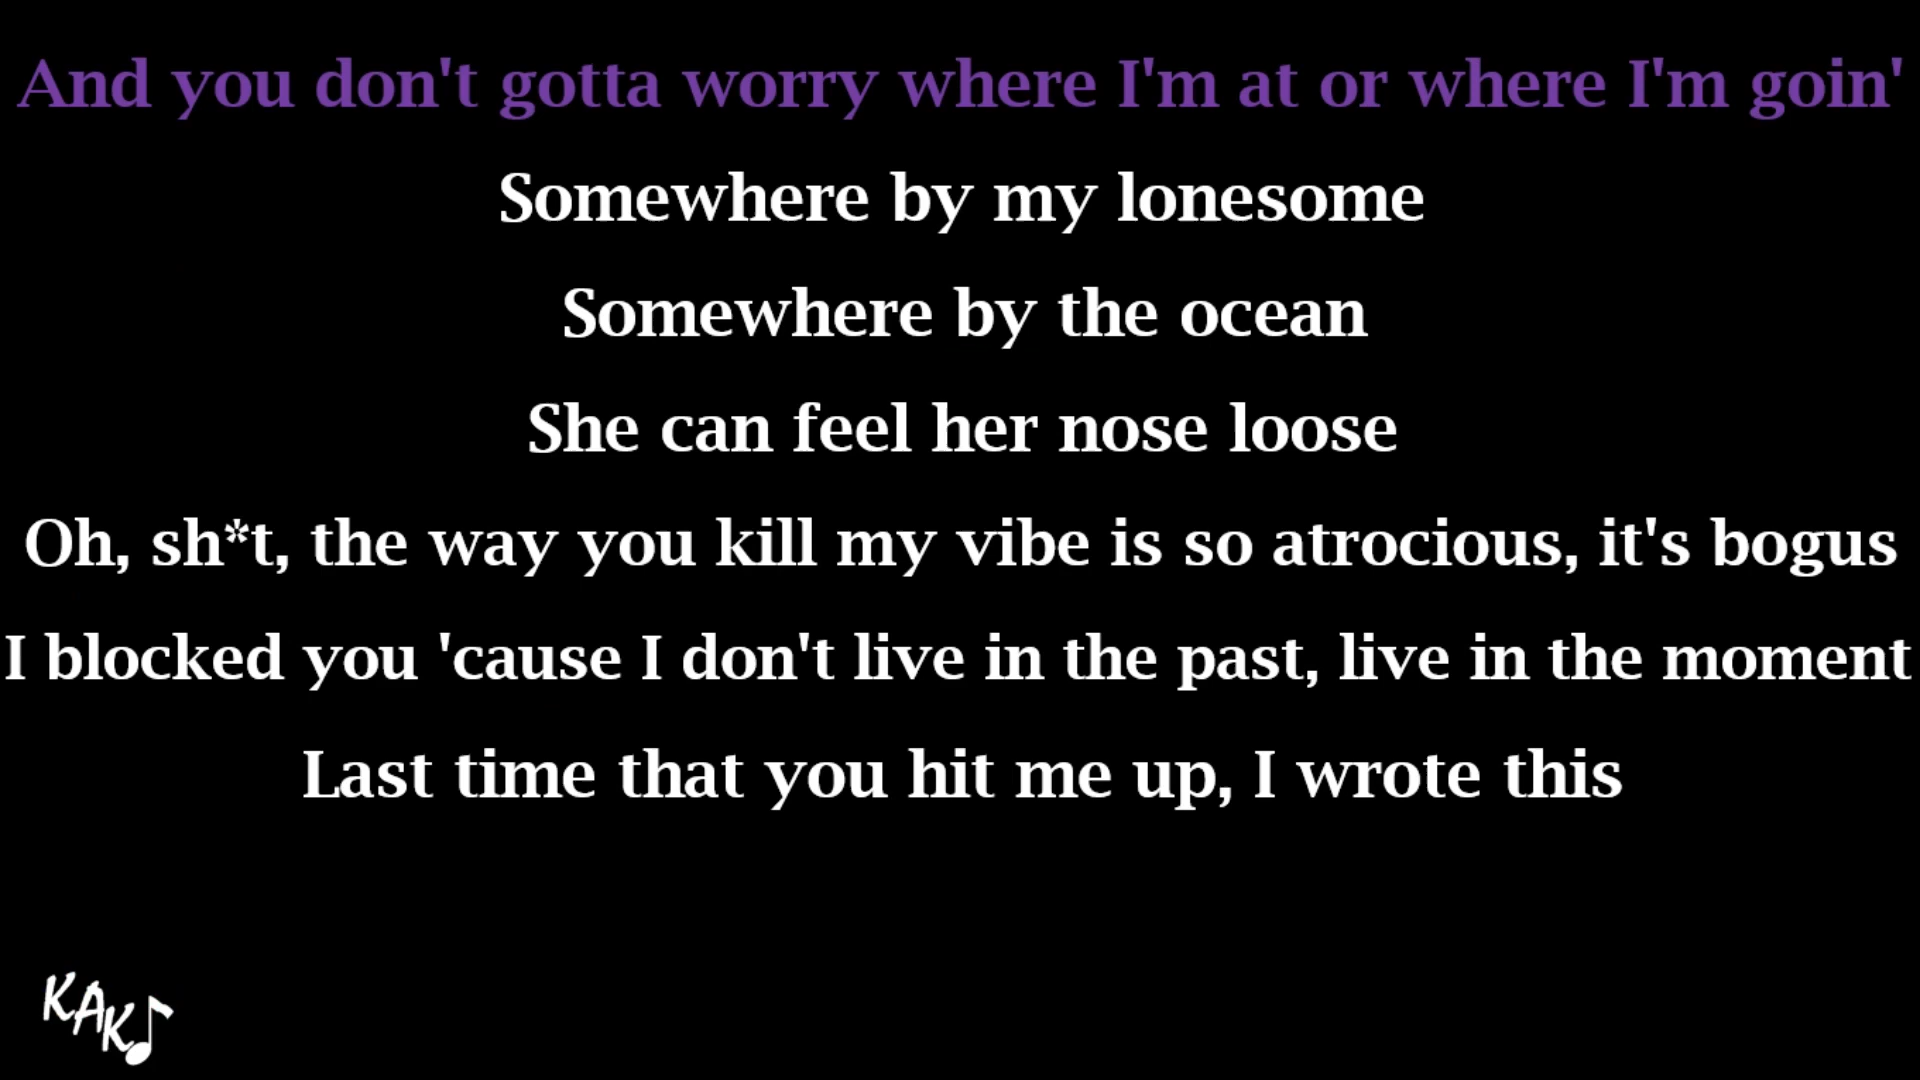 And you don't gotta worry where I'm at or where I'm goin'
Somewhere by my lonesome
Somewhere by the ocean
She can feel her nose loose
Oh, sh*t, the way you kill my vibe is so atrocious, it's bogus
I blocked you 'cause I don't live in the past, live in the moment
Last time that you hit me up, I wrote this
KAK